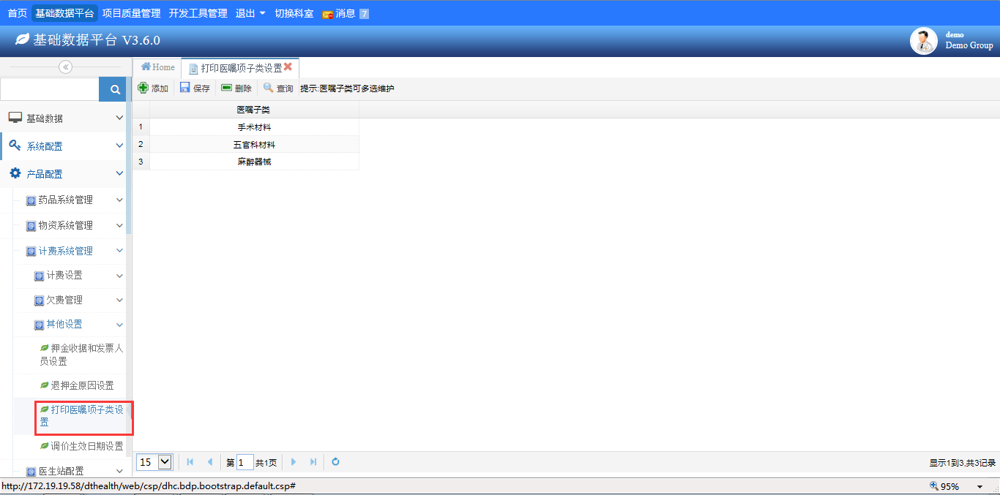 首页 基础数据平台 项目质量管理 开发工具管理 退出 切换科室 消息 7
基础数据平台 V3.6.0
demo
Demo Group
Home 打印医嘱项子类设置
添加 保存 删除 查询 提示:医嘱子类可多选维护
医嘱子类
1 手术材料
2 五官科材料
3 麻醉器械
基础数据
系统配置
产品配置
药品系统管理
物资系统管理
计费系统管理
计费设置
欠费管理
其他设置
押金收据和发票人
员设置
退押金原因设置
打印医嘱项子类设
置
调价生效日期设置
医生站配置
15 第 1 共1页 显示1到3,共3记录
http://172.19.19.58/dthealth/web/csp/dhc.bdp.bootstrap.default.csp# 95%